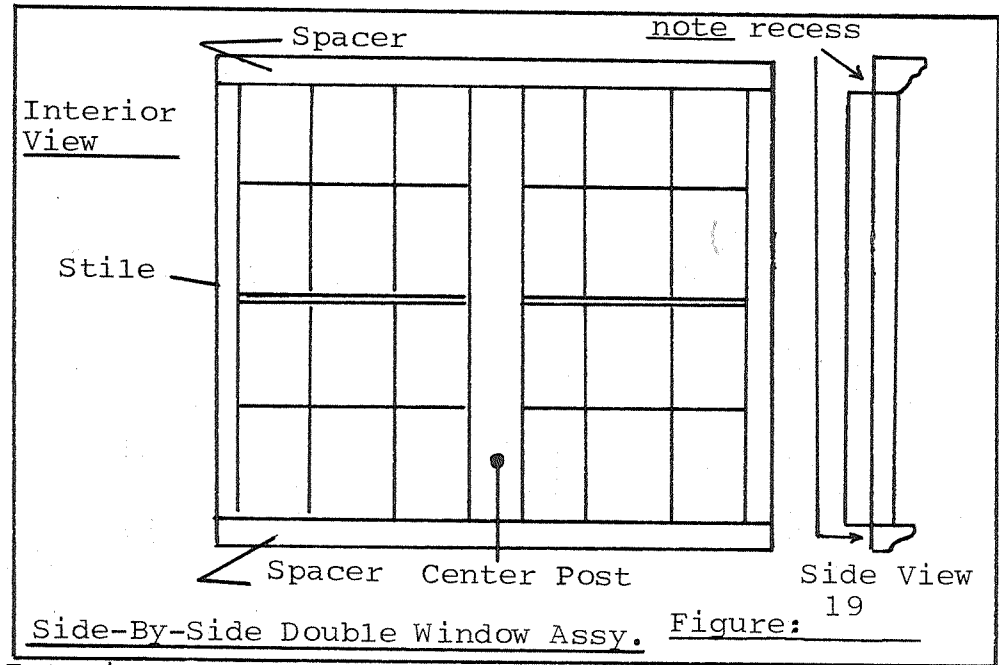 Spacer
note recess
Interior
View
Stile
Spacer
Center Post
Side View
19
Side-By-Side Double Window Assy.
Figure: